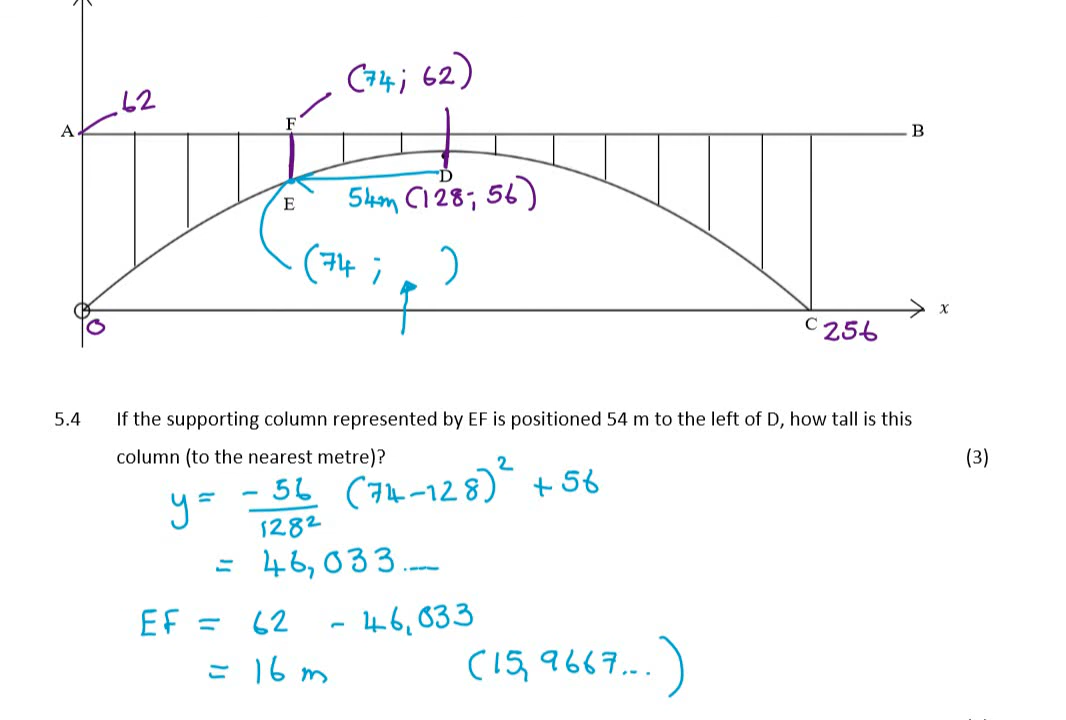 (74; 62)
62
A
F
B
D
54m (128; 56)
E
(74 ; )
x
O
C 256
5.4 If the supporting column represented by EF is positioned 54 m to the left of D, how tall is this
column (to the nearest metre)? (3)
y = -56/128² (74-128)² + 56
= 46,033...
EF = 62 - 46,033
= 16 m (15,9667...)